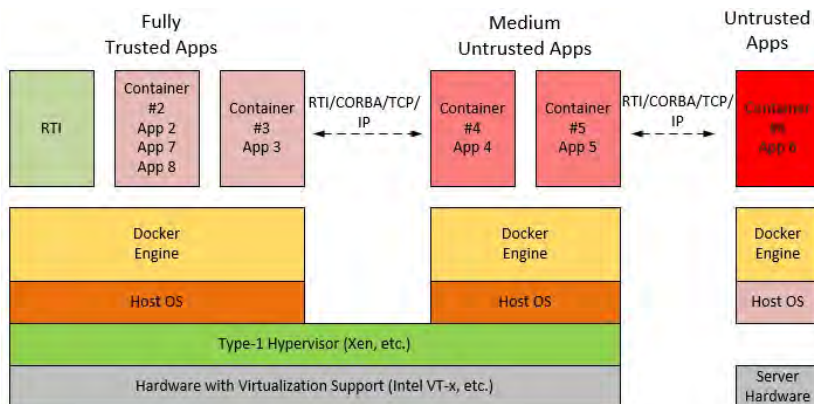 Fully
Trusted Apps
Medium
Untrusted Apps
Untrusted
Apps
RTI
Container
#2
App 2
App 7
App 8
Container
#3
App 3
RTI/CORBA/TCP/
IP
Container
#4
App 4
Container
#5
App 5
RTI/CORBA/TCP/
IP
Container
App 6
Docker
Engine
Docker
Engine
Docker
Engine
Host OS
Host OS
Host OS
Type-1 Hypervisor (Xen, etc.)
Hardware with Virtualization Support (Intel VT-x, etc.)
Server
Hardware